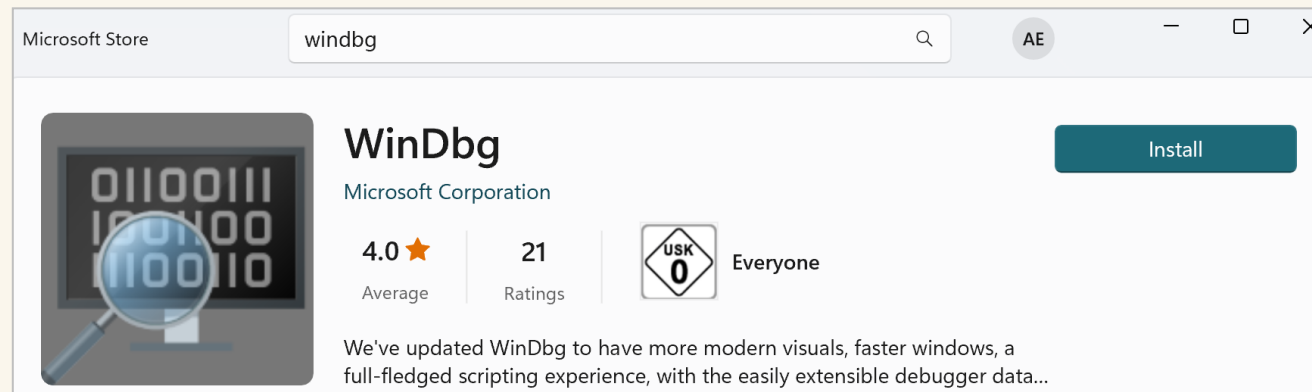 Microsoft Store
windbg
AE
01100111
WinDbg
Install
Microsoft Corporation
4.0
21
USK
0
Everyone
Average
Ratings
We've updated WinDbg to have more modern visuals, faster windows, a
full-fledged scripting experience, with the easily extensible debugger data...